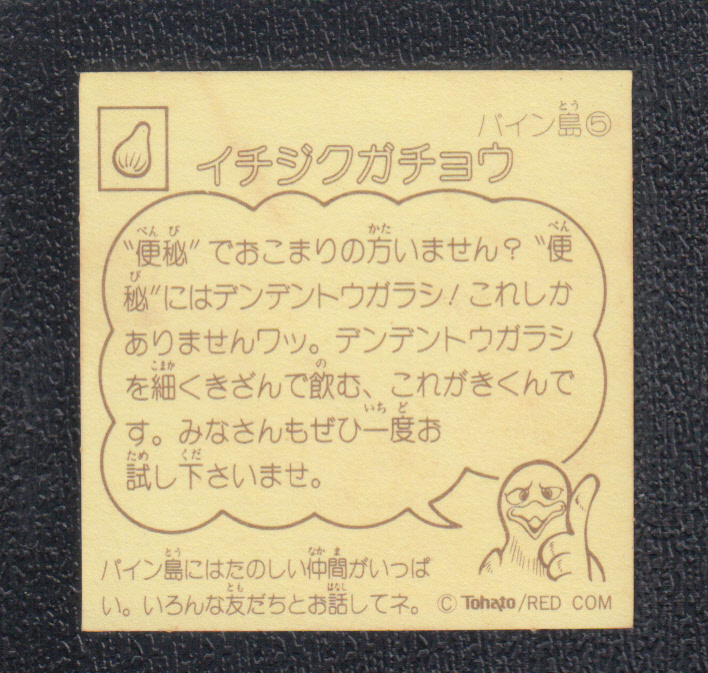 パイン島⑤
イチジクガチョウ
"便秘"でおこまりの方いません？"便
秘"にはデンデントウガラシ！これしか
ありませんワッ。デンデントウガラシ
を細くきざんで飲む、これがきくんで
す。みなさんもぜひ一度お
試し下さいませ。
パイン島にはたのしい仲間がいっぱ
い。いろんな友だちとお話してネ。
© Tohato/RED COM